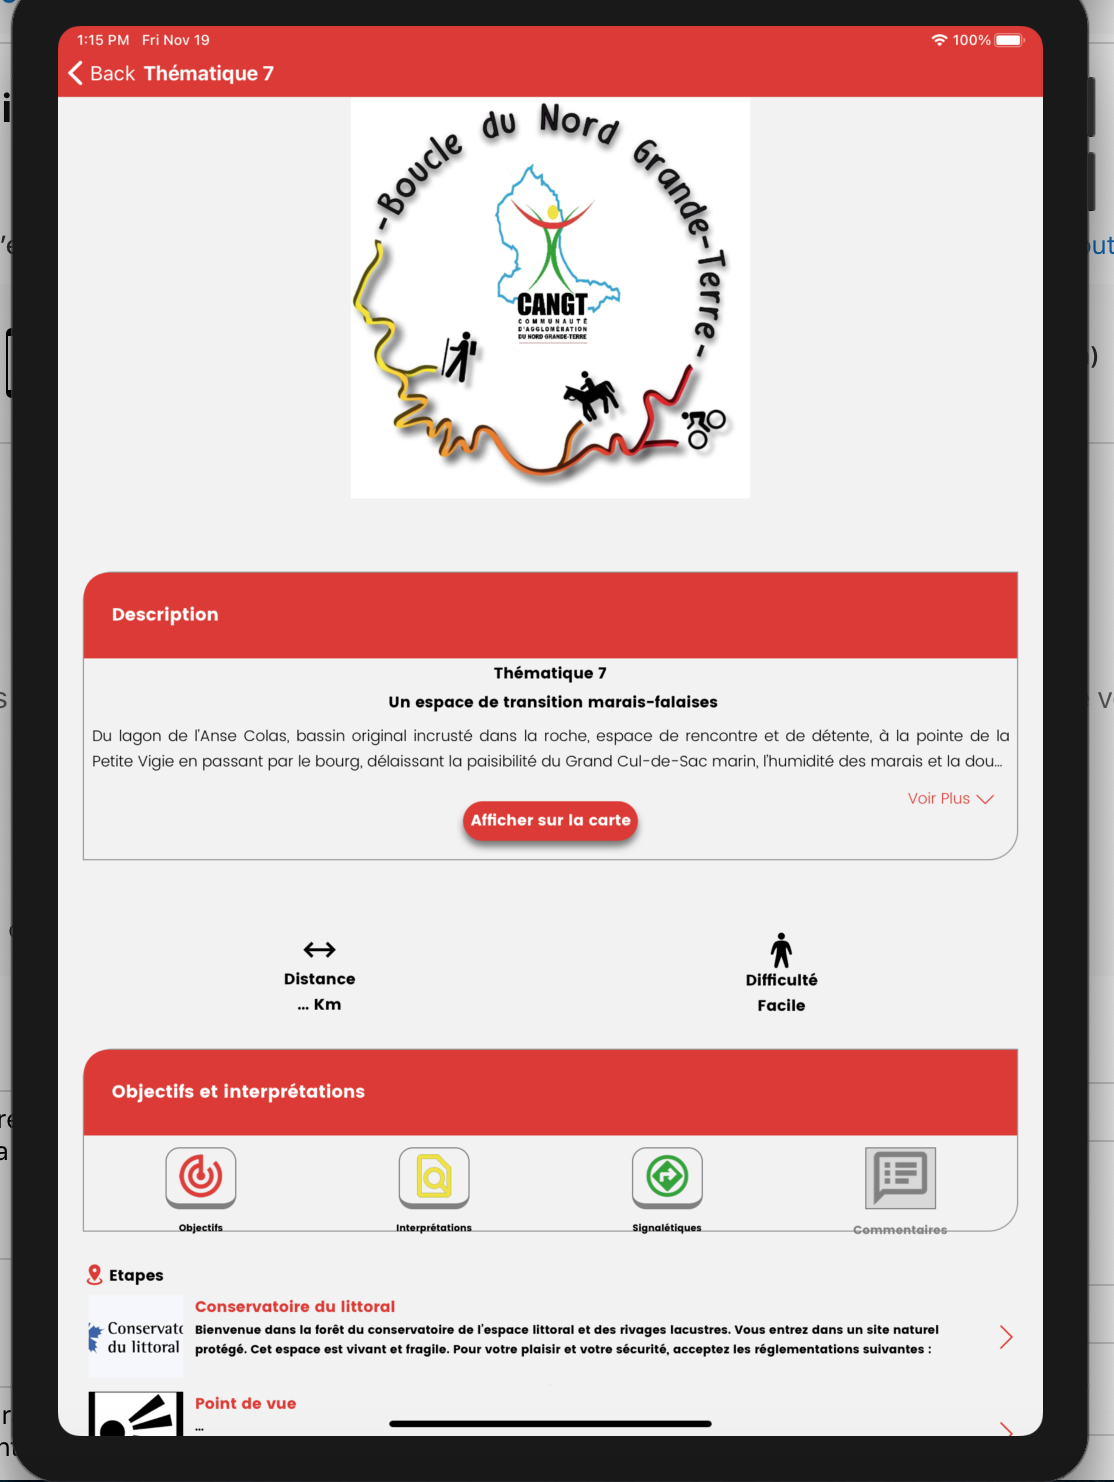 1:15 PM Fri Nov 19
100%
Back Thématique 7
-Boucle du Nord Grande-Terre-
CANGT
COMMUNAUTÉ
D'AGGLOMÉRATION
DU NORD GRANDE-TERRE
Description
Thématique 7
Un espace de transition marais-falaises
Du lagon de l'Anse Colas, bassin original incrusté dans la roche, espace de rencontre et de détente, à la pointe de la
Petite Vigie en passant par le bourg, délaissant la paisibilité du Grand Cul-de-Sac marin, l'humidité des marais et la dou...
Voir Plus
Afficher sur la carte
Distance
... Km
Difficulté
Facile
Objectifs et interprétations
Objectifs
Interprétations
Signalétiques
Commentaires
Etapes
Conservato
du littoral
Conservatoire du littoral
Bienvenue dans la forêt du conservatoire de l'espace littoral et des rivages lacustres. Vous entrez dans un site naturel
protégé. Cet espace est vivant et fragile. Pour votre plaisir et votre sécurité, acceptez les réglementations suivantes :
Point de vue
...